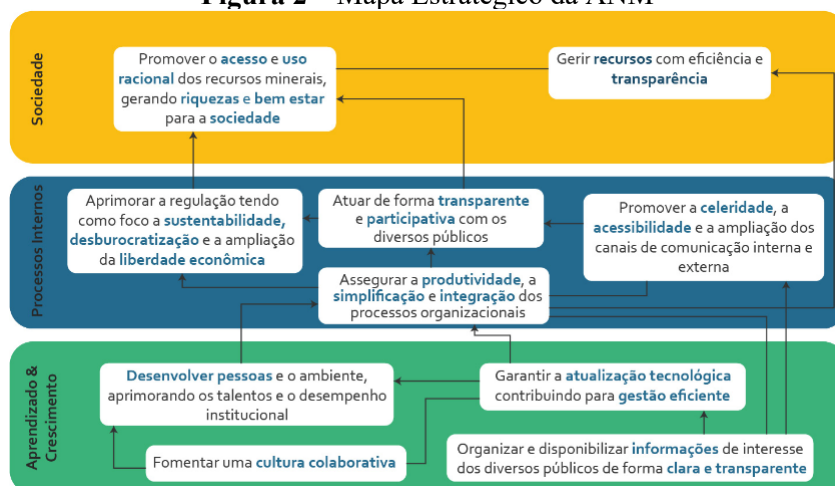 Figura 2 – Mapa Estratégico da ANM
Sociedade
Promover o acesso e uso
racional dos recursos minerais,
gerando riquezas e bem estar
para a sociedade
Gerir recursos com eficiência e
transparência
Processos Internos
Aprimorar a regulação tendo
como foco a sustentabilidade,
desburocratização e a ampliação
da liberdade econômica
Atuar de forma transparente
e participativa com os
diversos públicos
Promover a celeridade, a
acessibilidade e a ampliação dos
canais de comunicação interna e
externa
Assegurar a produtividade, a
simplificação e integração dos
processos organizacionais
Aprendizado &
Crescimento
Desenvolver pessoas e o ambiente,
aprimorando os talentos e o desempenho
institucional
Garantir a atualização tecnológica
contribuindo para gestão eficiente
Fomentar uma cultura colaborativa
Organizar e disponibilizar informações de interesse
dos diversos públicos de forma clara e transparente